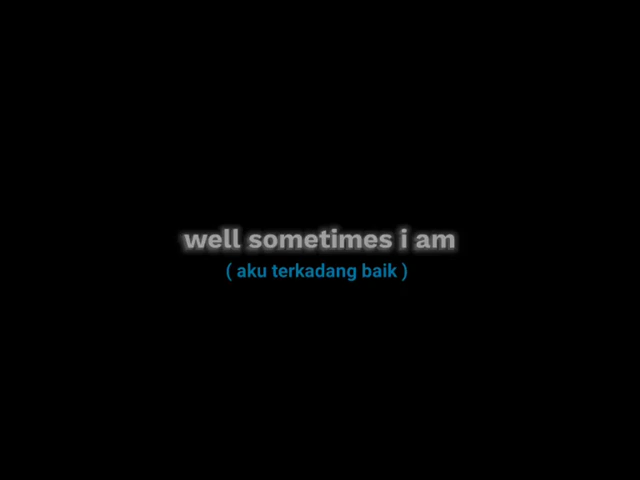 well sometimes i am
( aku terkadang baik )